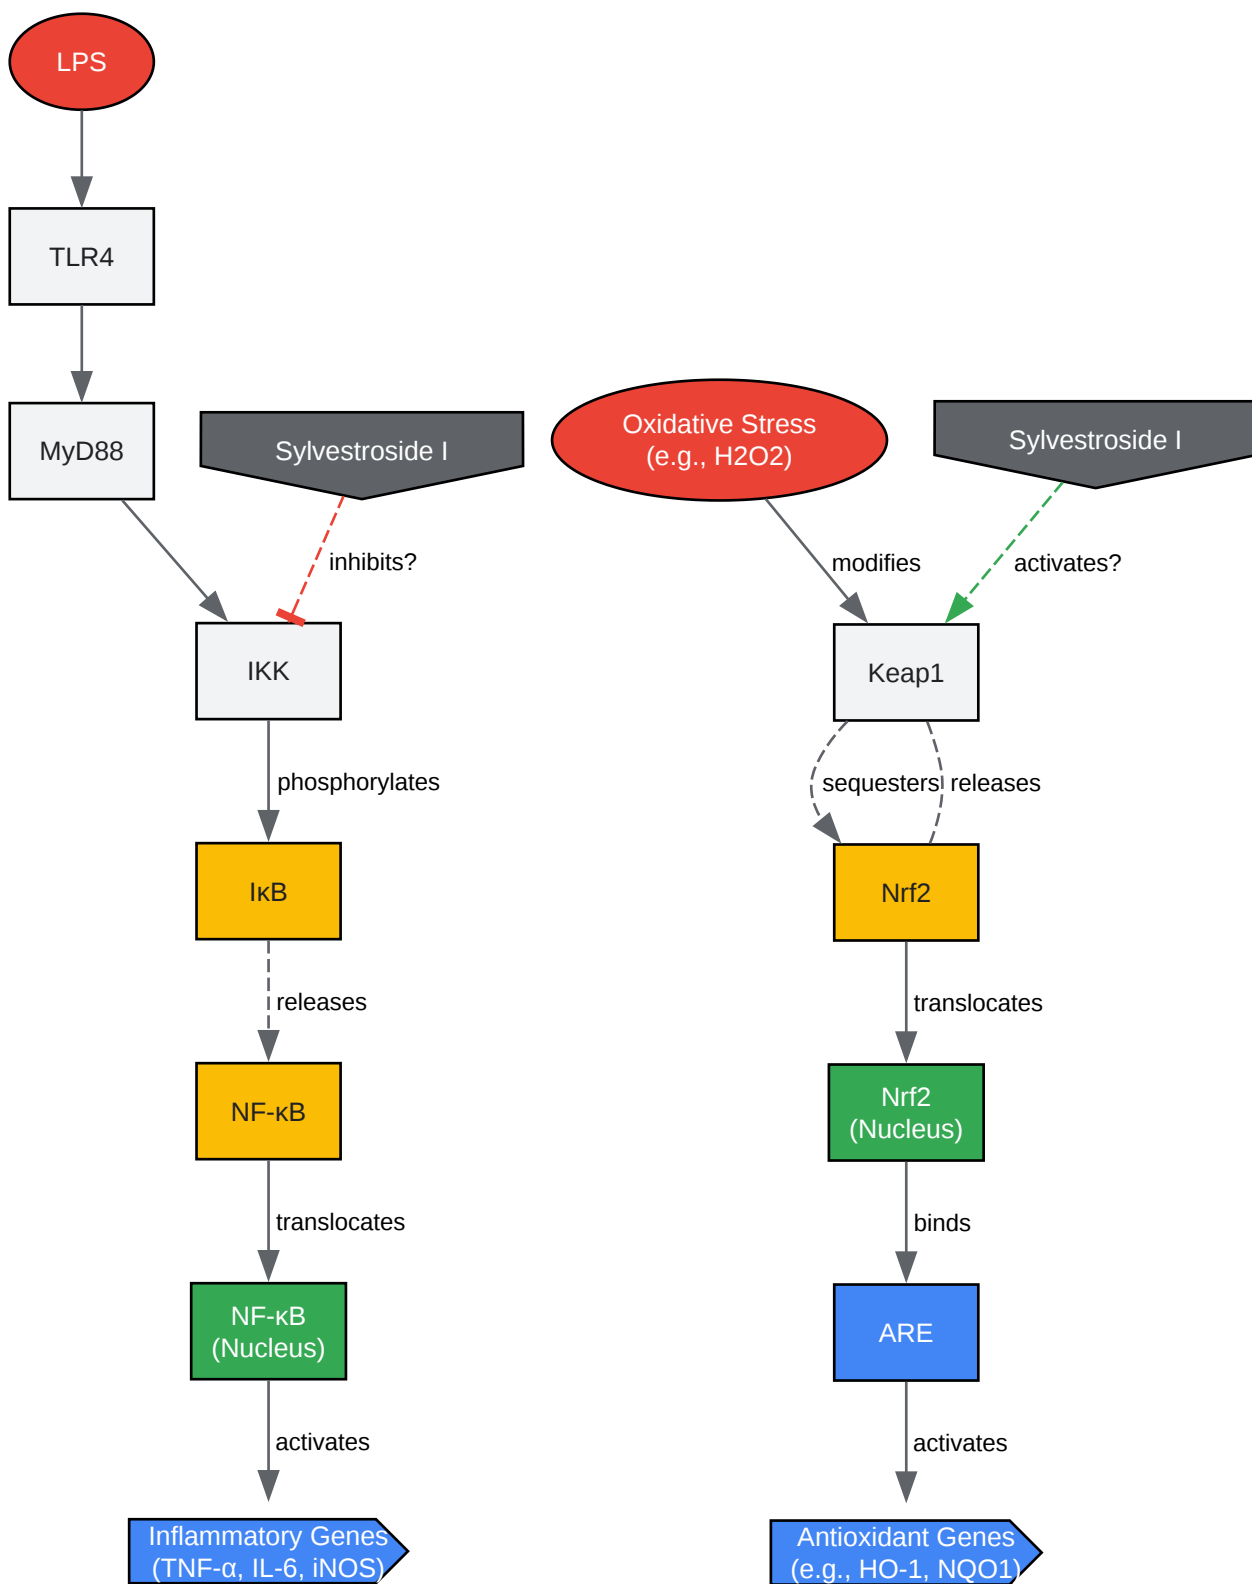 LPS
TLR4
MyD88
Sylvestroside I
inhibits?
IKK
phosphorylates
IκB
releases
NF-κB
translocates
NF-κB
(Nucleus)
activates
Inflammatory Genes
(TNF-α, IL-6, iNOS)
Oxidative Stress
(e.g., H2O2)
Sylvestroside I
modifies
activates?
Keap1
sequesters
releases
Nrf2
translocates
Nrf2
(Nucleus)
binds
ARE
activates
Antioxidant Genes
(e.g., HO-1, NQO1)